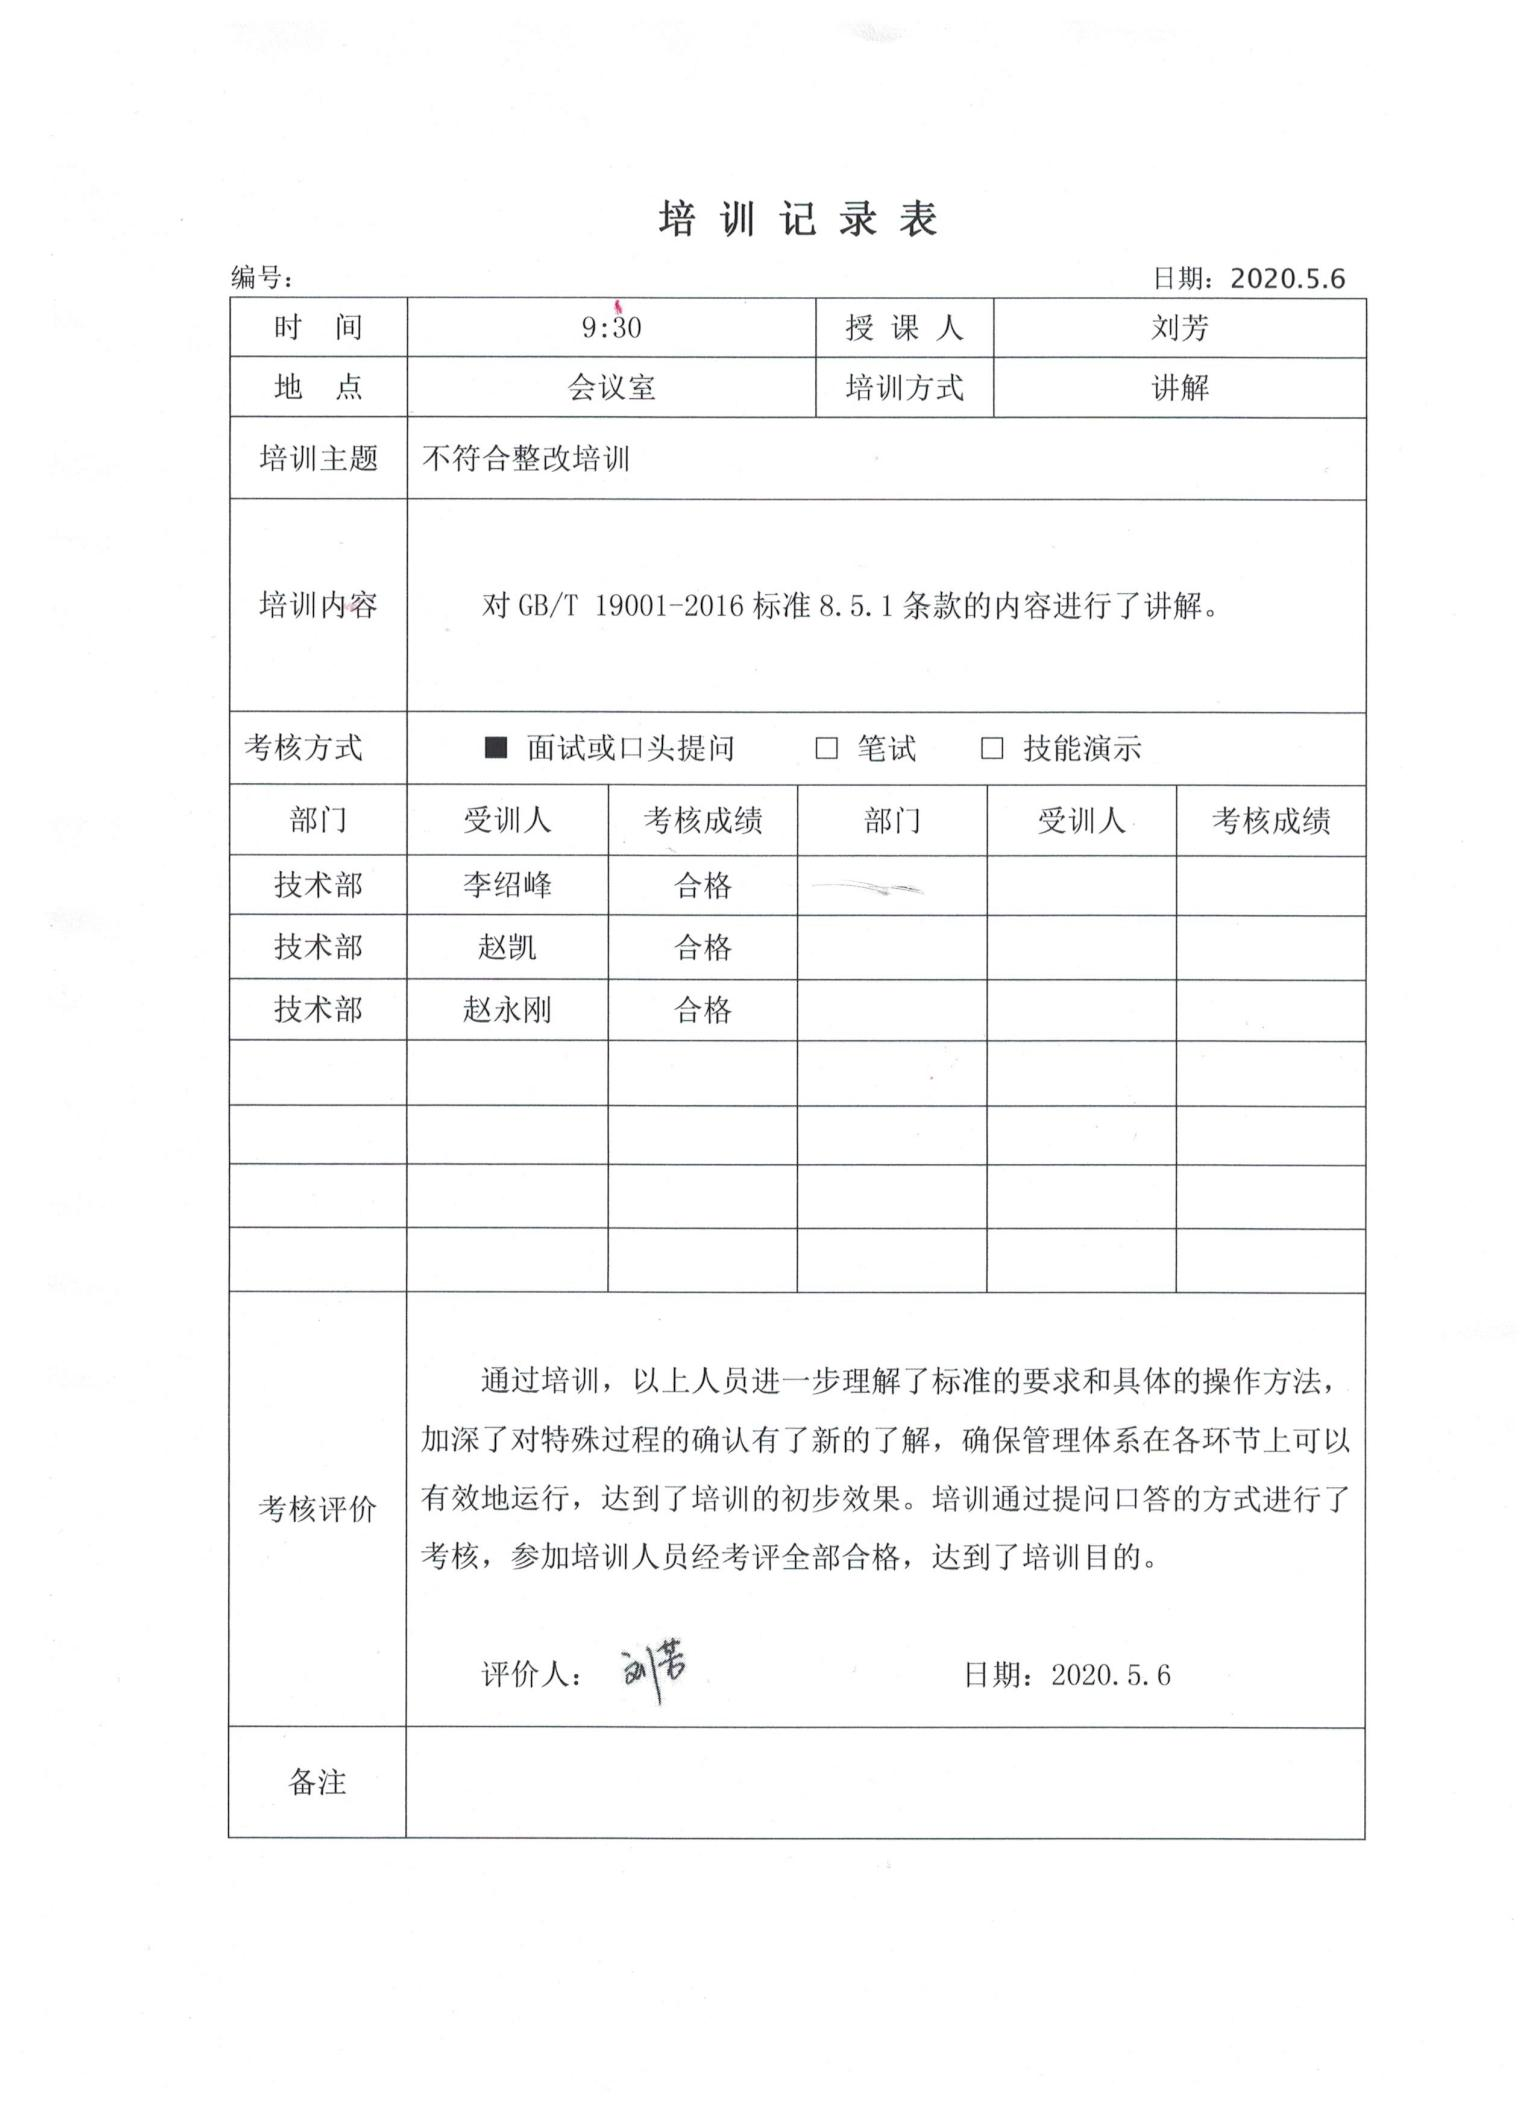 培训记录表
编号： 日期：2020.5.6
时 间 9:30 授 课 人 刘芳
地 点 会议室 培训方式 讲解
培训主题 不符合整改培训
培训内容 对 GB/T 19001-2016 标准 8.5.1 条款的内容进行了讲解。
考核方式 ■ 面试或口头提问 □ 笔试 □ 技能演示
部门 受训人 考核成绩 部门 受训人 考核成绩
技术部 李绍峰 合格
技术部 赵凯 合格
技术部 赵永刚 合格
考核评价
通过培训，以上人员进一步理解了标准的要求和具体的操作方法，
加深了对特殊过程的确认有了新的了解，确保管理体系在各环节上可以
有效地运行，达到了培训的初步效果。培训通过提问口答的方式进行了
考核，参加培训人员经考评全部合格，达到了培训目的。
评价人： 刘芳 日期：2020.5.6
备注